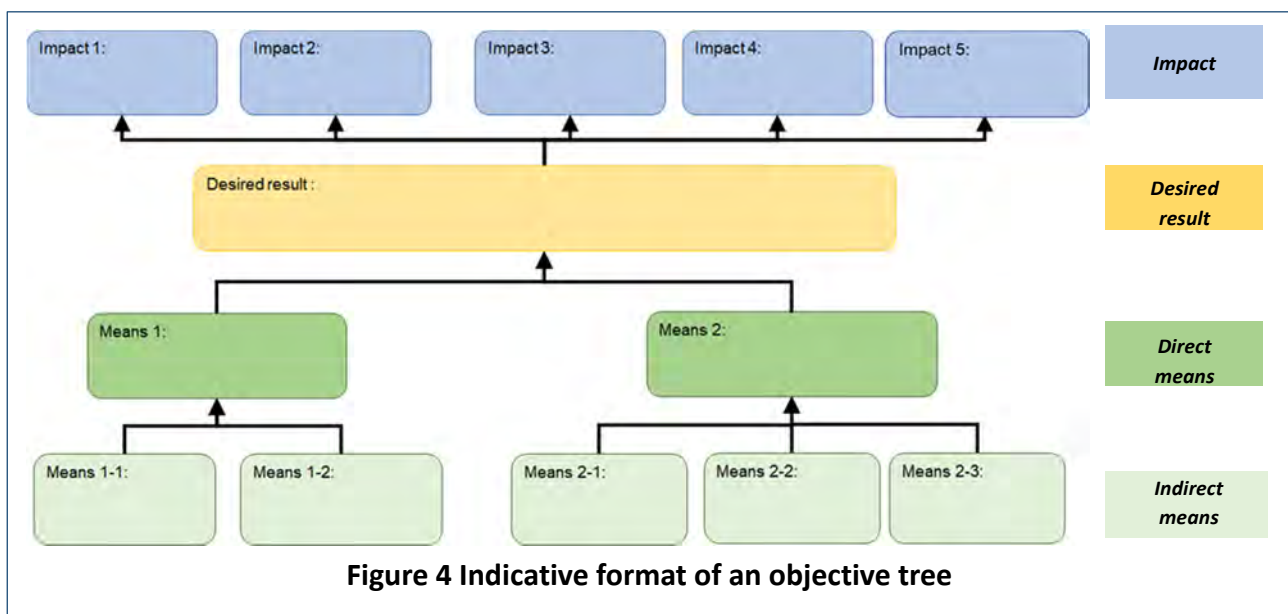 Impact 1:
Impact 2:
Impact 3:
Impact 4:
Impact 5:
Impact
Desired result :
Desired
result
Means 1:
Means 2:
Direct
means
Means 1-1:
Means 1-2:
Means 2-1:
Means 2-2:
Means 2-3:
Indirect
means
Figure 4 Indicative format of an objective tree